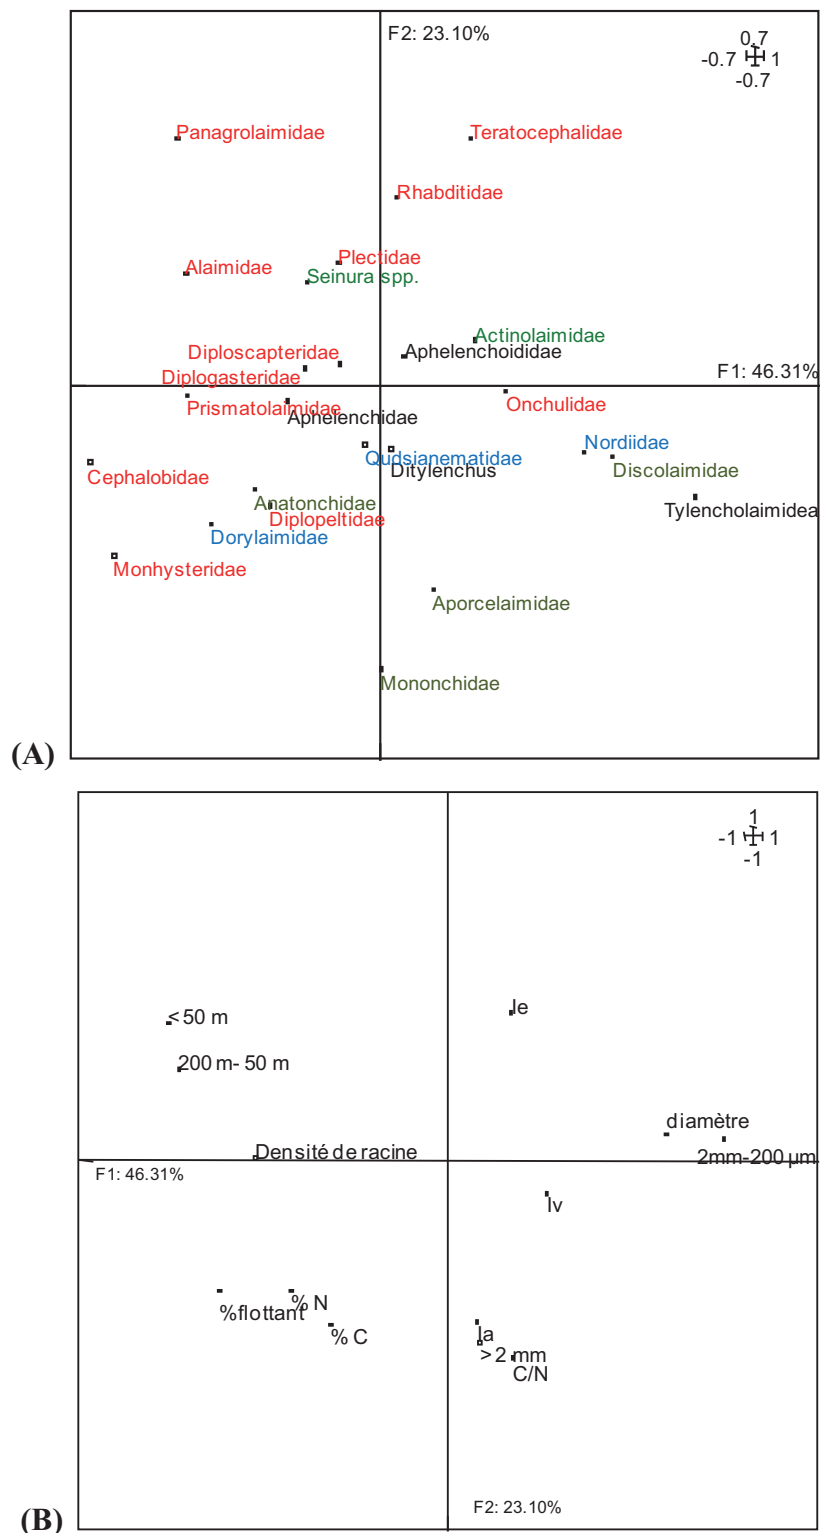 F2: 23.10%
0.7
-0.7 1
-0.7
Panagrolaimidae
Teratocephalidae
Rhabditidae
Plectidae
Alaimidae
Seinura spp.
Actinolaimidae
Diploscapteridae
Aphelenchoididae
F1: 46.31%
Diplogasteridae
Prismatolaimidae
Onchulidae
Aphelenchidae
Nordiidae
Qudsianematidae
Ditylenchus
Discolaimidae
Cephalobidae
Anatonchidae
Tylencholaimidea
Diplopeltidae
Dorylaimidae
Monhysteridae
Aporcelaimidae
Mononchidae
(A)
1
-1 1
-1
<50 m
Ie
200 m- 50 m
diamètre
Densité de racine
2mm-200 µm
F1: 46.31%
Iv
% N
%flottant
% C
Ia
>2 mm
C/N
F2: 23.10%
(B)